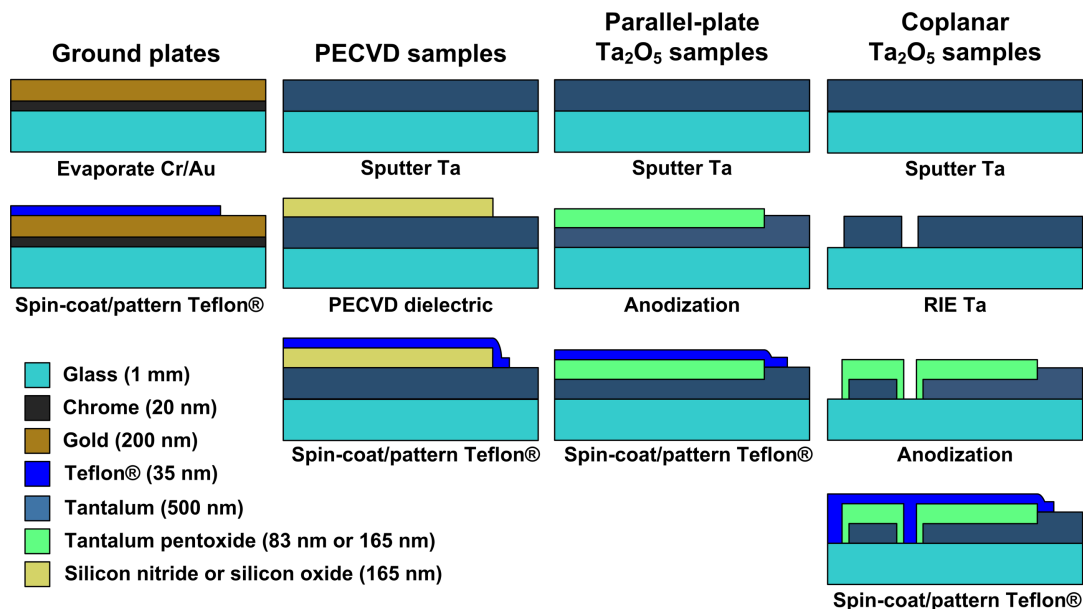 Ground plates
PECVD samples
Parallel-plate
Ta₂O₅ samples
Coplanar
Ta₂O₅ samples
Evaporate Cr/Au
Sputter Ta
Sputter Ta
Sputter Ta
Spin-coat/pattern Teflon®
PECVD dielectric
Anodization
RIE Ta
Spin-coat/pattern Teflon®
Spin-coat/pattern Teflon®
Anodization
Spin-coat/pattern Teflon®
Glass (1 mm)
Chrome (20 nm)
Gold (200 nm)
Teflon® (35 nm)
Tantalum (500 nm)
Tantalum pentoxide (83 nm or 165 nm)
Silicon nitride or silicon oxide (165 nm)